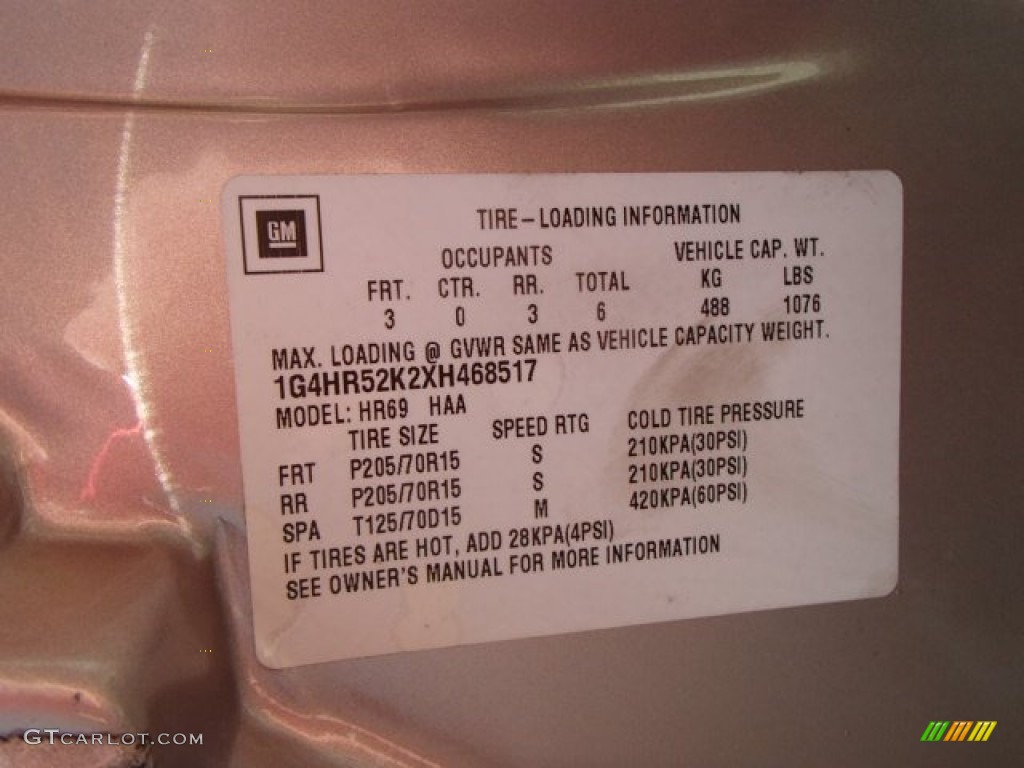 GM
TIRE-LOADING INFORMATION
OCCUPANTS VEHICLE CAP. WT.
FRT. CTR. RR. TOTAL KG LBS
3 0 3 6 488 1076
MAX. LOADING @ GVWR SAME AS VEHICLE CAPACITY WEIGHT.
1G4HR52K2XH468517
MODEL: HR69 HAA
TIRE SIZE SPEED RTG COLD TIRE PRESSURE
FRT P205/70R15 S 210KPA(30PSI)
RR P205/70R15 S 210KPA(30PSI)
SPA T125/70D15 M 420KPA(60PSI)
IF TIRES ARE HOT, ADD 28KPA(4PSI)
SEE OWNER'S MANUAL FOR MORE INFORMATION
GTCARLOT.COM